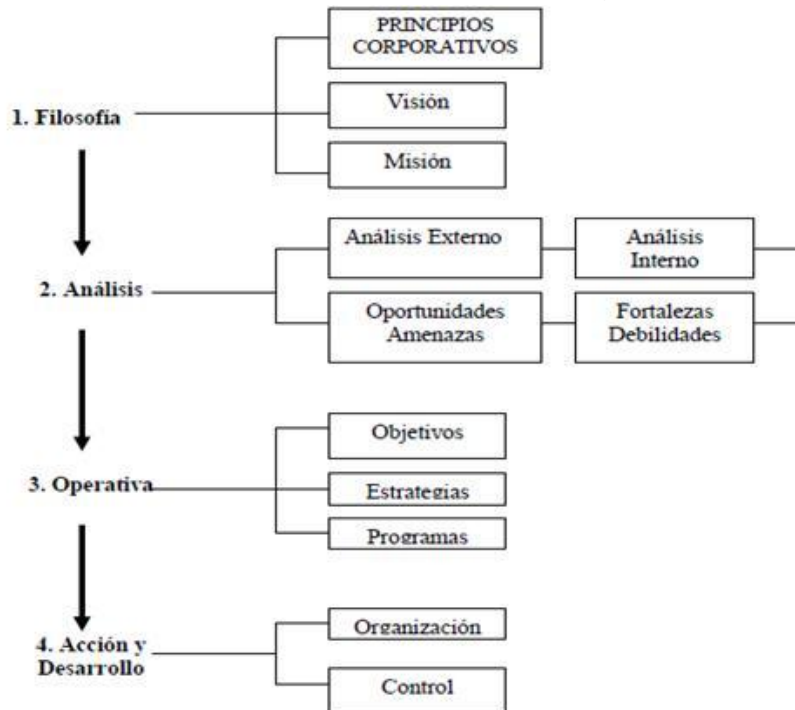 PRINCIPIOS
CORPORATIVOS
Visión
1. Filosofía
Misión
Análisis Externo
Análisis
Interno
2. Análisis
Oportunidades
Amenazas
Fortalezas
Debilidades
Objetivos
3. Operativa
Estrategias
Programas
Organización
4. Acción y
Desarrollo
Control